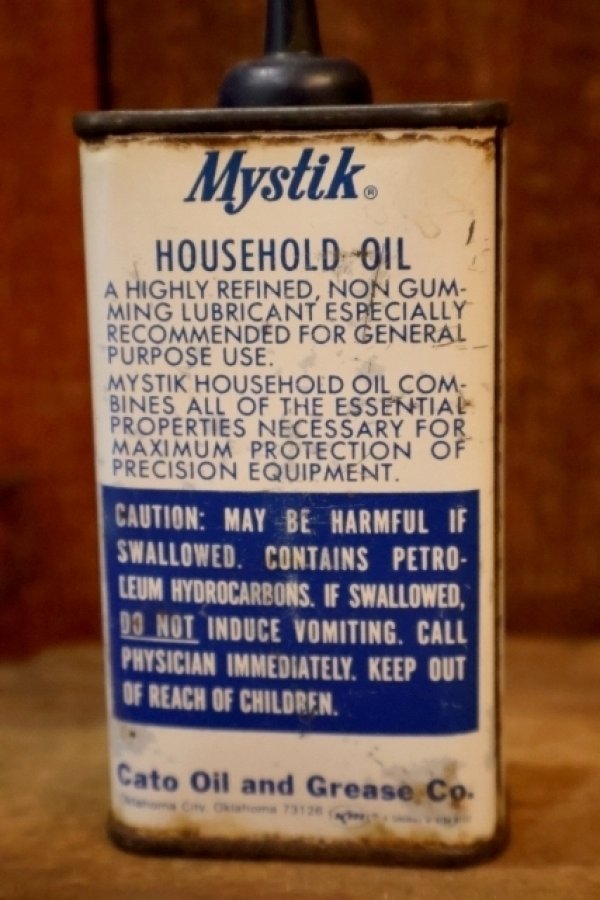 Mystik®
HOUSEHOLD OIL
A HIGHLY REFINED, NON GUM-
MING LUBRICANT ESPECIALLY
RECOMMENDED FOR GENERAL
PURPOSE USE.
MYSTIK HOUSEHOLD OIL COM-
BINES ALL OF THE ESSENTIAL
PROPERTIES NECESSARY FOR
MAXIMUM PROTECTION OF
PRECISION EQUIPMENT.
CAUTION: MAY BE HARMFUL IF
SWALLOWED. CONTAINS PETRO-
LEUM HYDROCARBONS. IF SWALLOWED,
DO NOT INDUCE VOMITING. CALL
PHYSICIAN IMMEDIATELY. KEEP OUT
OF REACH OF CHILDREN.
Cato Oil and Grease Co.
Oklahoma City, Oklahoma 73126